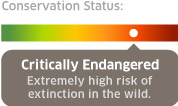 Conservation Status:
Critically Endangered
Extremely high risk of
extinction in the wild.